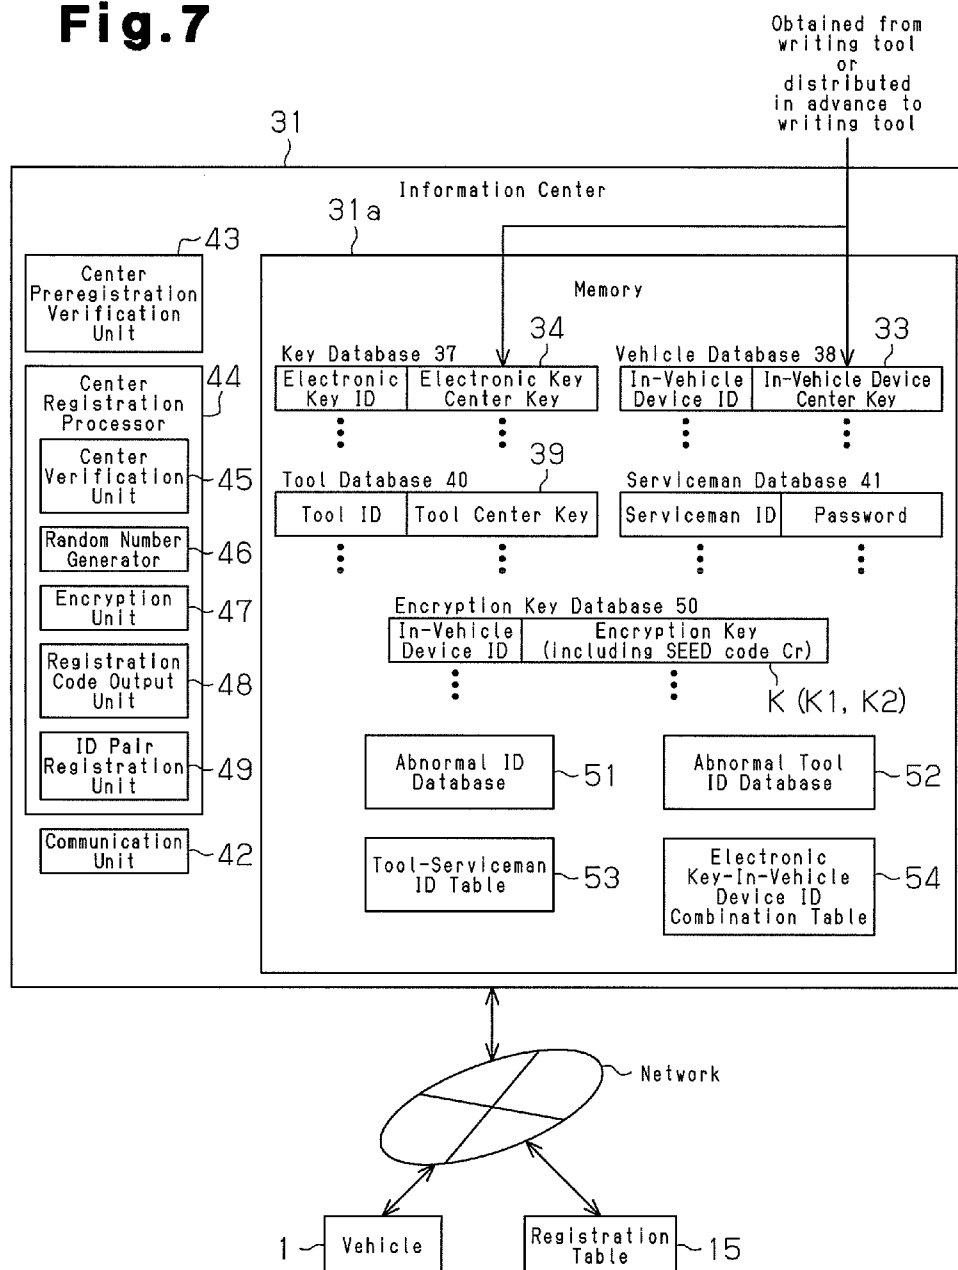 Fig.7
Obtained from
writing tool
or
distributed
in advance to
writing tool
31
Information Center
31a
43
Center
Preregistration
Verification
Unit
Memory
34
33
Key Database 37
Vehicle Database 38
Electronic
Key ID
Electronic Key
Center Key
In-Vehicle
Device ID
In-Vehicle Device
Center Key
44
Center
Registration
Processor
Center
Verification
Unit
45
39
Tool Database 40
Serviceman Database 41
Tool ID
Tool Center Key
Serviceman ID
Password
Random Number
Generator
46
Encryption
Unit
47
Encryption Key Database 50
In-Vehicle
Device ID
Encryption Key
(including SEED code Cr)
K (K1, K2)
Registration
Code Output
Unit
48
ID Pair
Registration
Unit
49
Abnormal ID
Database
51
Abnormal Tool
ID Database
52
Communication
Unit
42
Tool-Serviceman
ID Table
53
Electronic
Key-In-Vehicle
Device ID
Combination Table
54
Network
1
Vehicle
Registration
Table
15